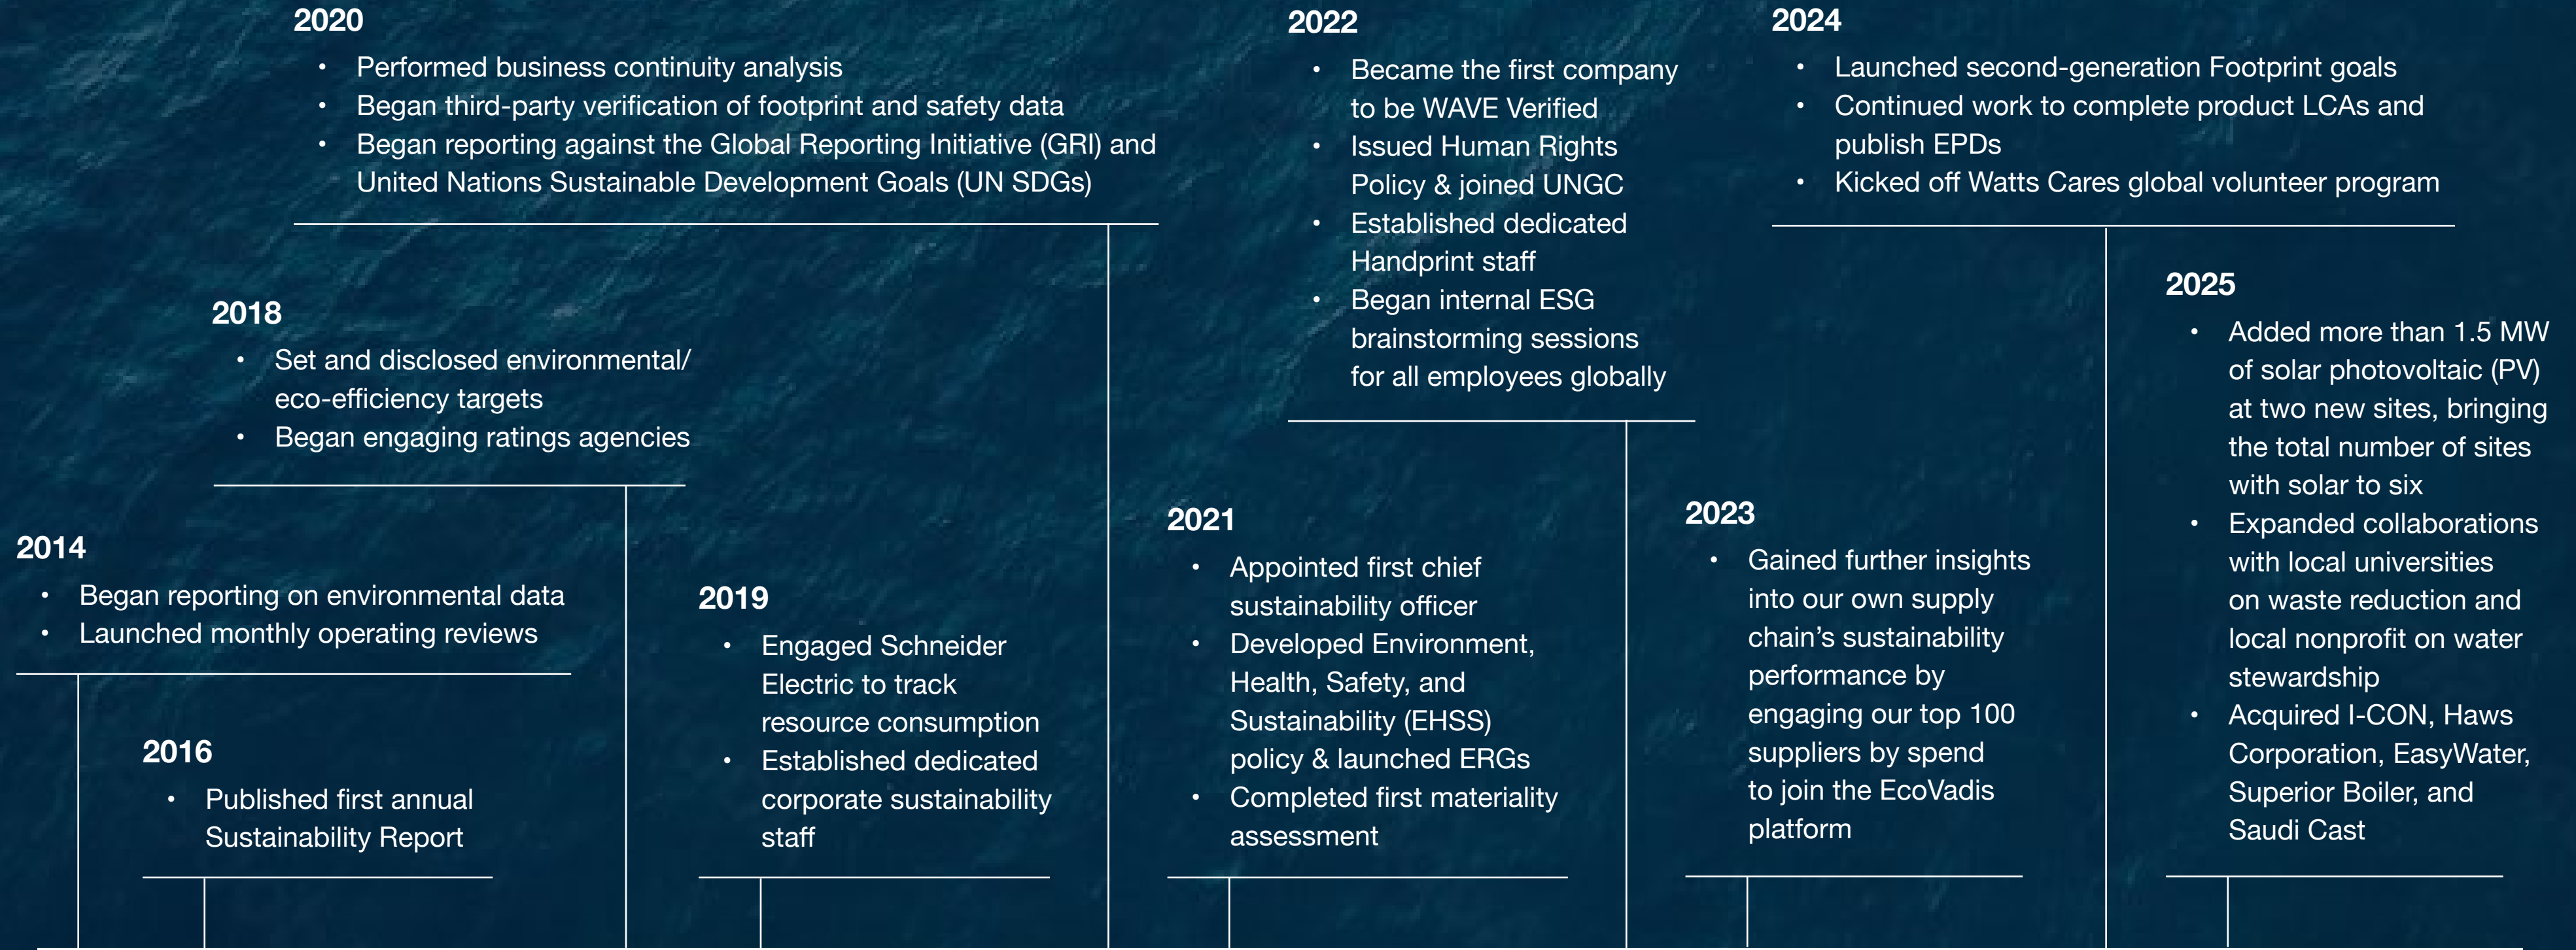 2020
• Performed business continuity analysis
• Began third-party verification of footprint and safety data
• Began reporting against the Global Reporting Initiative (GRI) and
United Nations Sustainable Development Goals (UN SDGs)
2022
• Became the first company
to be WAVE Verified
• Issued Human Rights
Policy & joined UNGC
• Established dedicated
Handprint staff
• Began internal ESG
brainstorming sessions
for all employees globally
2024
• Launched second-generation Footprint goals
• Continued work to complete product LCAs and
publish EPDs
• Kicked off Watts Cares global volunteer program
2018
• Set and disclosed environmental/
eco-efficiency targets
• Began engaging ratings agencies
2025
• Added more than 1.5 MW
of solar photovoltaic (PV)
at two new sites, bringing
the total number of sites
with solar to six
• Expanded collaborations
with local universities
on waste reduction and
local nonprofit on water
stewardship
• Acquired I-CON, Haws
Corporation, EasyWater,
Superior Boiler, and
Saudi Cast
2014
• Began reporting on environmental data
• Launched monthly operating reviews
2016
• Published first annual
Sustainability Report
2019
• Engaged Schneider
Electric to track
resource consumption
• Established dedicated
corporate sustainability
staff
2021
• Appointed first chief
sustainability officer
• Developed Environment,
Health, Safety, and
Sustainability (EHSS)
policy & launched ERGs
• Completed first materiality
assessment
2023
• Gained further insights
into our own supply
chain’s sustainability
performance by
engaging our top 100
suppliers by spend
to join the EcoVadis
platform